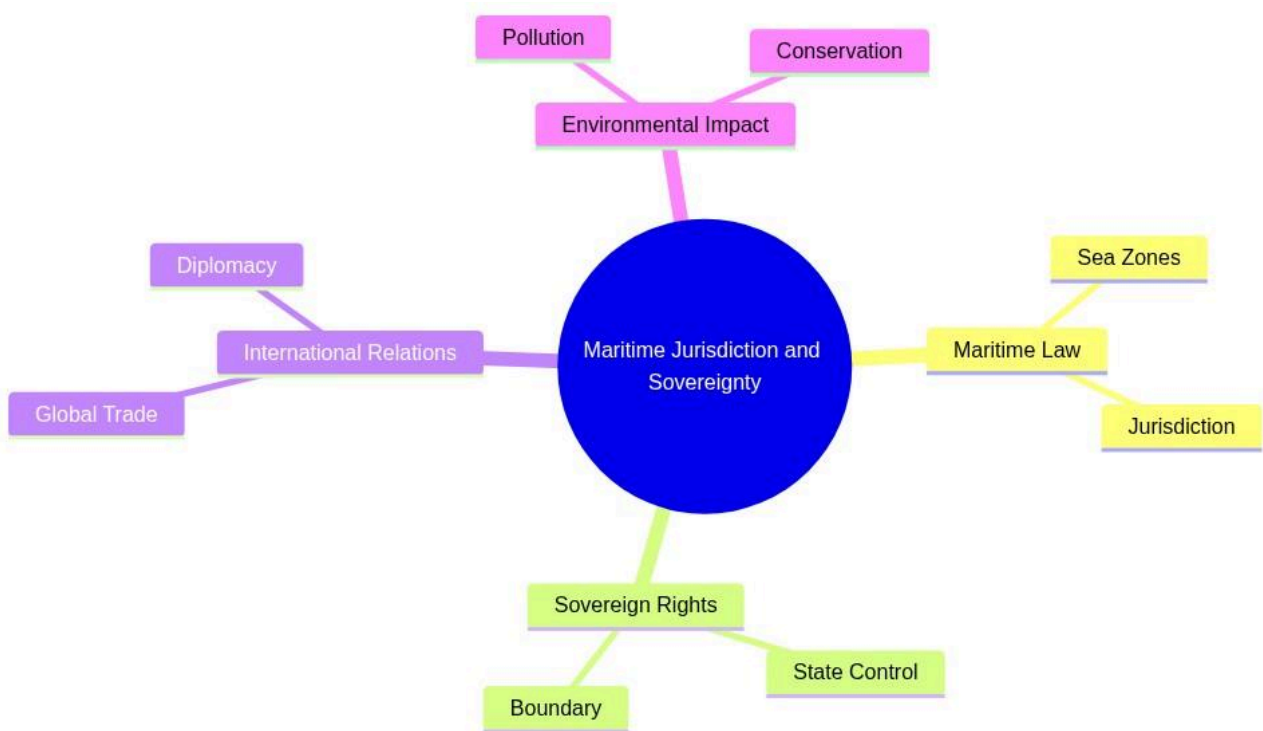 Pollution
Conservation
Environmental Impact
Diplomacy
International Relations
Global Trade
Maritime Jurisdiction and
Sovereignty
Sea Zones
Maritime Law
Jurisdiction
Sovereign Rights
State Control
Boundary